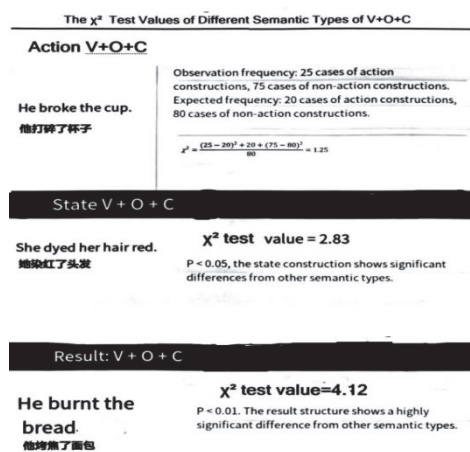 The χ² Test Values of Different Semantic Types of V+O+C
Action V+O+C
He broke the cup.
他打碎了杯子
Observation frequency: 25 cases of action
constructions, 75 cases of non-action constructions.
Expected frequency: 20 cases of action constructions,
80 cases of non-action constructions.
χ² = (25 − 20)² + 20 + (75 − 80)² / 80 = 1.25
State V + O + C
She dyed her hair red.
她染红了头发
χ² test value = 2.83
P < 0.05, the state construction shows significant
differences from other semantic types.
Result: V + O + C
He burnt the
bread.
他烤焦了面包
χ² test value=4.12
P < 0.01. The result structure shows a highly
significant difference from other semantic types.